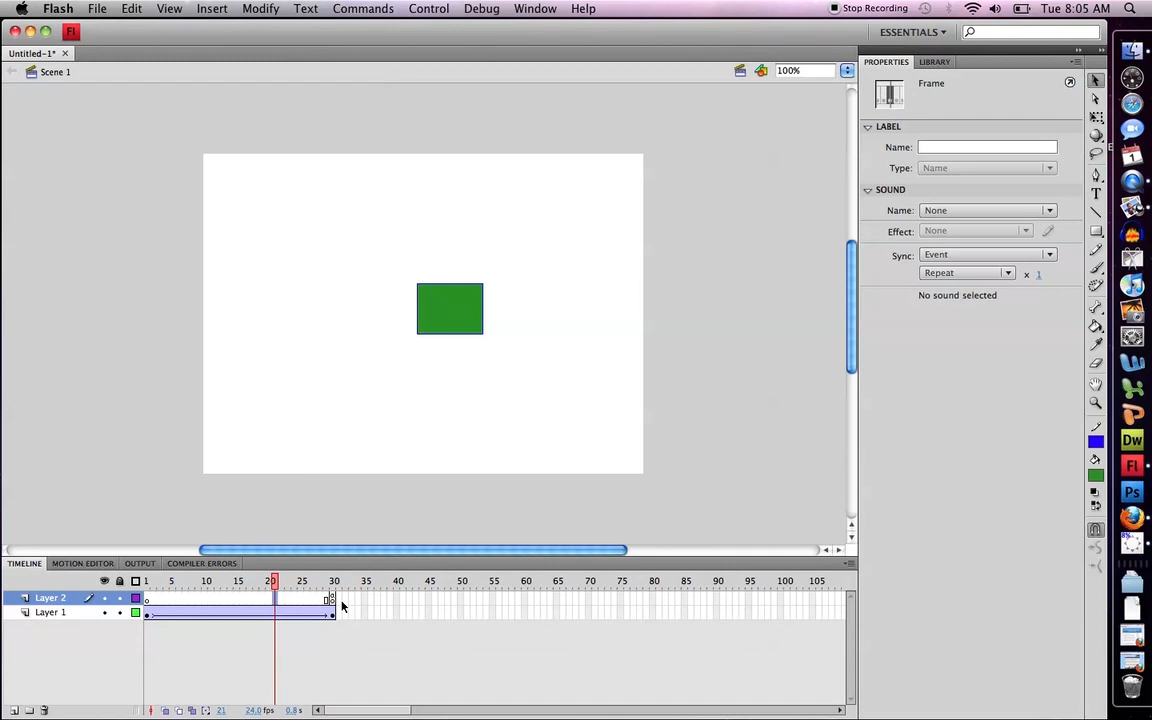 Flash File Edit View Insert Modify Text Commands Control Debug Window Help Stop Recording Tue 8:05 AM
Fl ESSENTIALS
Untitled-1* ×
Scene 1 100%
PROPERTIES LIBRARY
Frame
LABEL
Name:
Type: Name
SOUND
Name: None
Effect: None
Sync: Event
Repeat x 1
No sound selected
TIMELINE MOTION EDITOR OUTPUT COMPILER ERRORS
1 5 10 15 20 25 30 35 40 45 50 55 60 65 70 75 80 85 90 95 100 105
Layer 2
Layer 1
21 24.0 fps 0.8 s
T
Dw
Fl
Ps